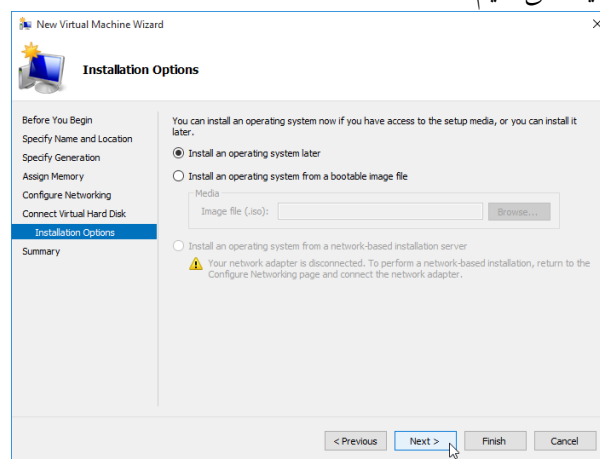 New Virtual Machine Wizard
Installation Options
Before You Begin
Specify Name and Location
Specify Generation
Assign Memory
Configure Networking
Connect Virtual Hard Disk
Installation Options
Summary
You can install an operating system now if you have access to the setup media, or you can install it
later.
Install an operating system later
Install an operating system from a bootable image file
Media
Image file (.iso):
Browse...
Install an operating system from a network-based installation server
Your network adapter is disconnected. To perform a network-based installation, return to the
Configure Networking page and connect the network adapter.
< Previous
Next >
Finish
Cancel